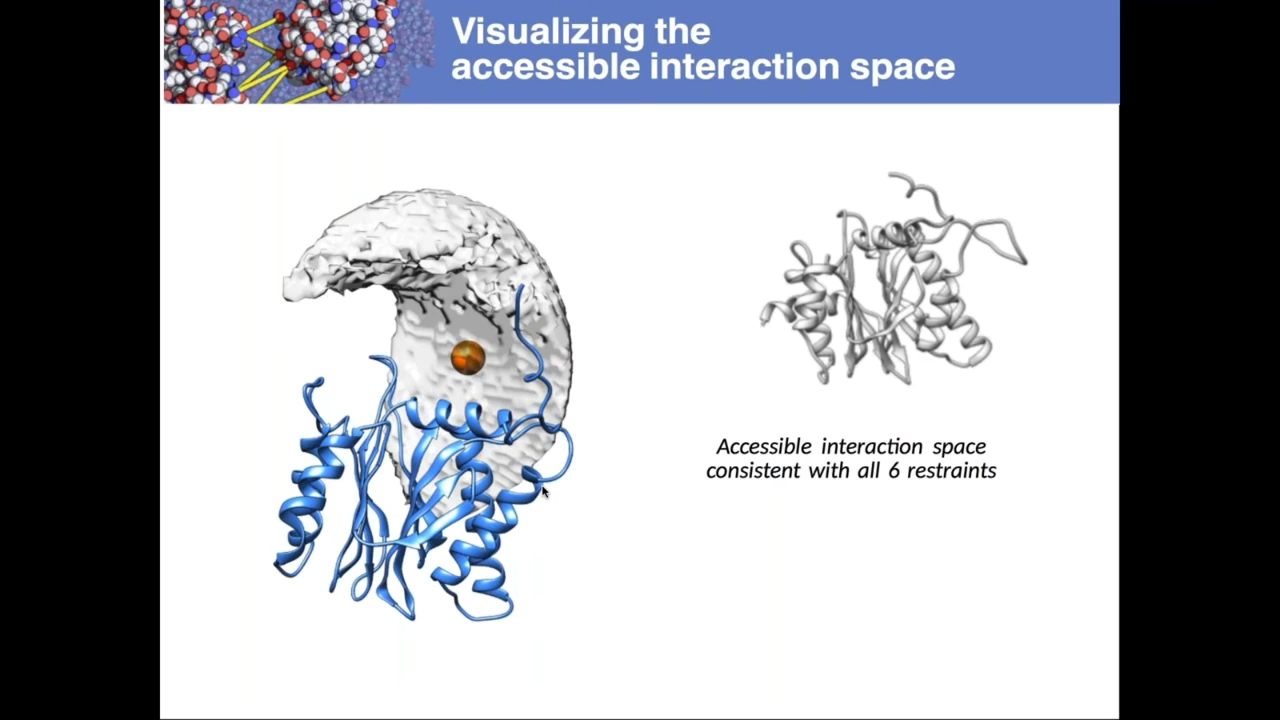 Visualizing the
accessible interaction space
Accessible interaction space
consistent with all 6 restraints